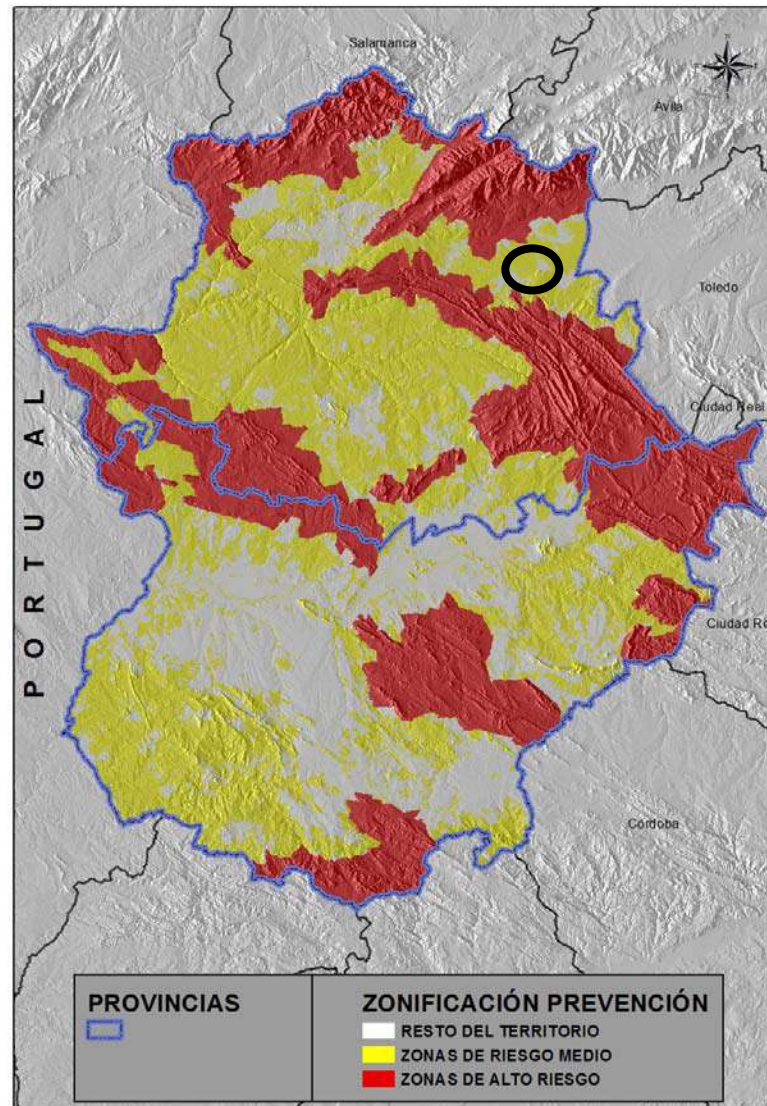 Salamanca
Avila
Toledo
Ciudad Real
PORTUGAL
Ciudad R
Córdoba
PROVINCIAS
ZONIFICACIÓN PREVENCIÓN
RESTO DEL TERRITORIO
ZONAS DE RIESGO MEDIO
ZONAS DE ALTO RIESGO